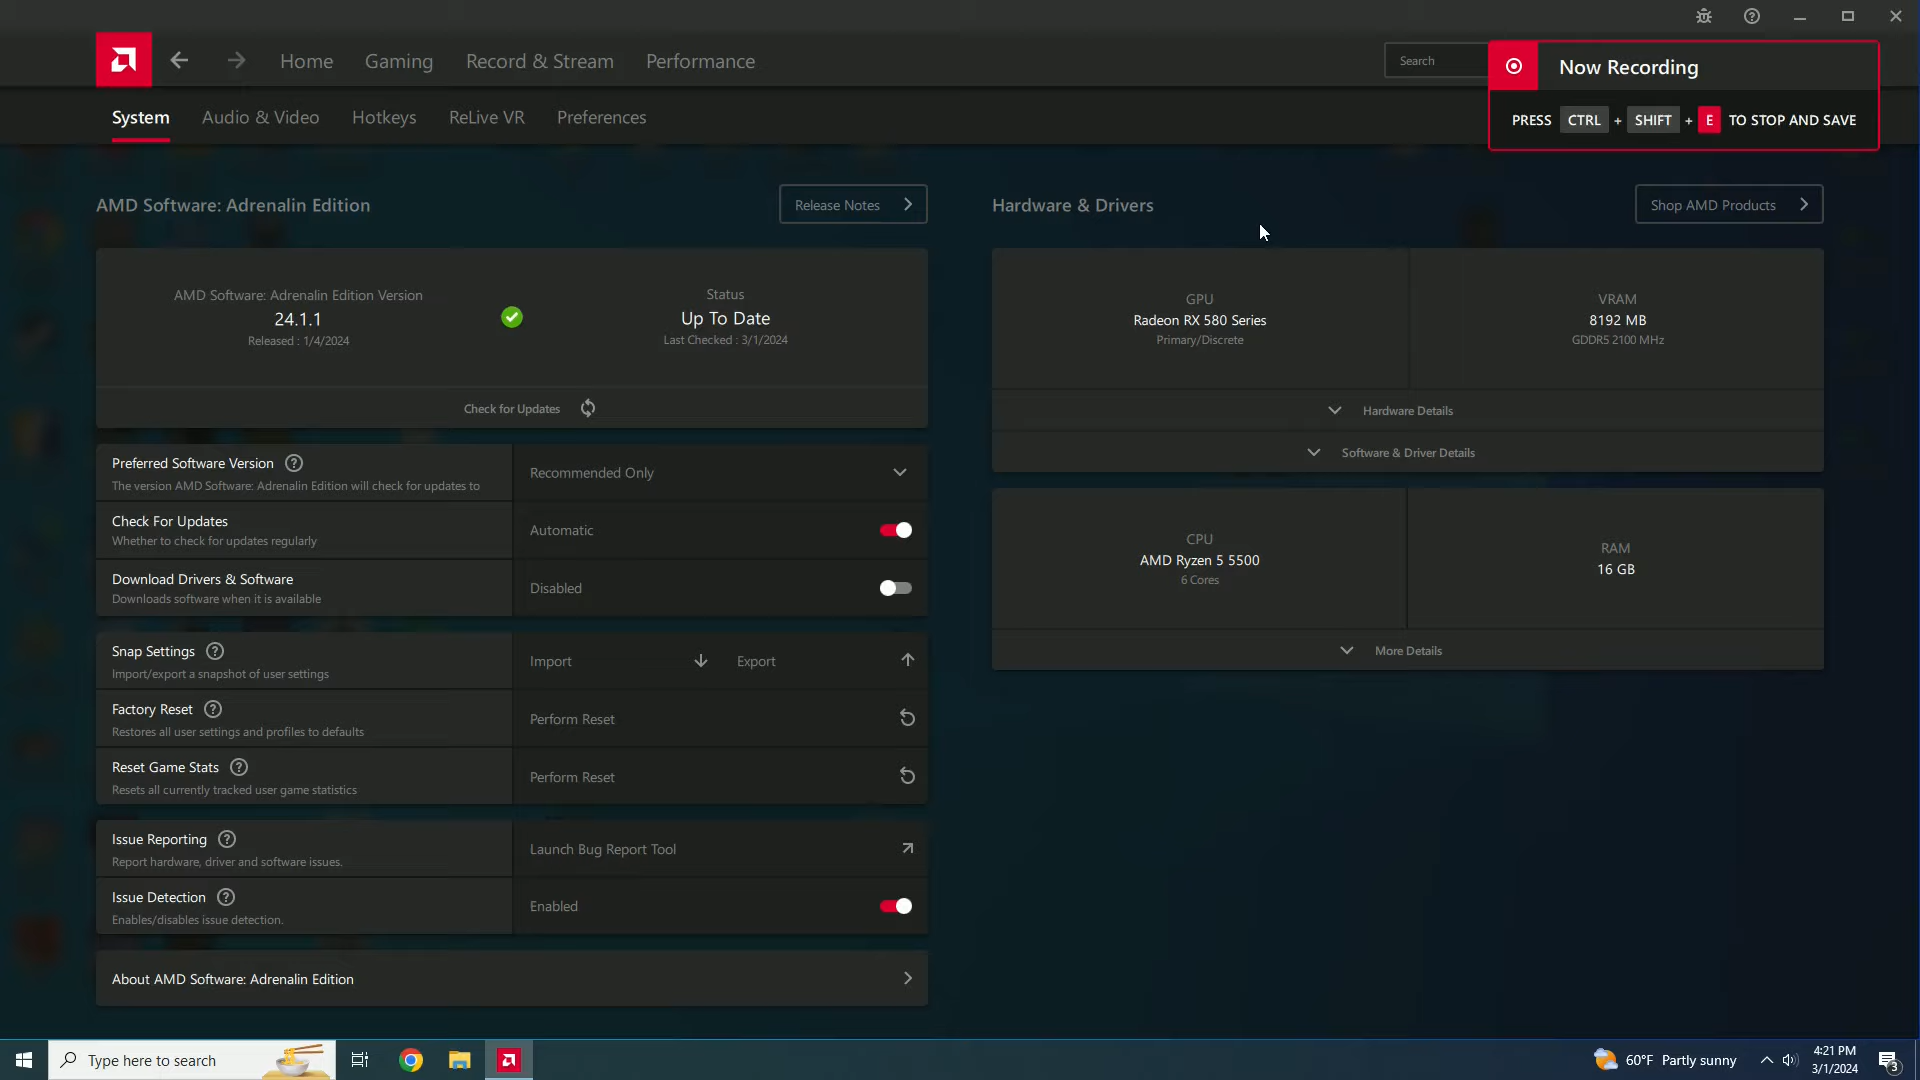 Home
Gaming
Record & Stream
Performance
Search
Now Recording
PRESS CTRL + SHIFT + E TO STOP AND SAVE
System
Audio & Video
Hotkeys
ReLive VR
Preferences
AMD Software: Adrenalin Edition
Release Notes
AMD Software: Adrenalin Edition Version
24.1.1
Released : 1/4/2024
Status
Up To Date
Last Checked : 3/1/2024
Check for Updates
Preferred Software Version
The version AMD Software: Adrenalin Edition will check for updates to
Recommended Only
Check For Updates
Whether to check for updates regularly
Automatic
Download Drivers & Software
Downloads software when it is available
Disabled
Snap Settings
Import/export a snapshot of user settings
Import
Export
Factory Reset
Restores all user settings and profiles to defaults
Perform Reset
Reset Game Stats
Resets all currently tracked user game statistics
Perform Reset
Issue Reporting
Report hardware, driver and software issues.
Launch Bug Report Tool
Issue Detection
Enables/disables issue detection.
Enabled
About AMD Software: Adrenalin Edition
Hardware & Drivers
Shop AMD Products
GPU
Radeon RX 580 Series
Primary/Discrete
VRAM
8192 MB
GDDR5 2100 MHz
Hardware Details
Software & Driver Details
CPU
AMD Ryzen 5 5500
6 Cores
RAM
16 GB
More Details
Type here to search
60°F Partly sunny
4:21 PM
3/1/2024
3